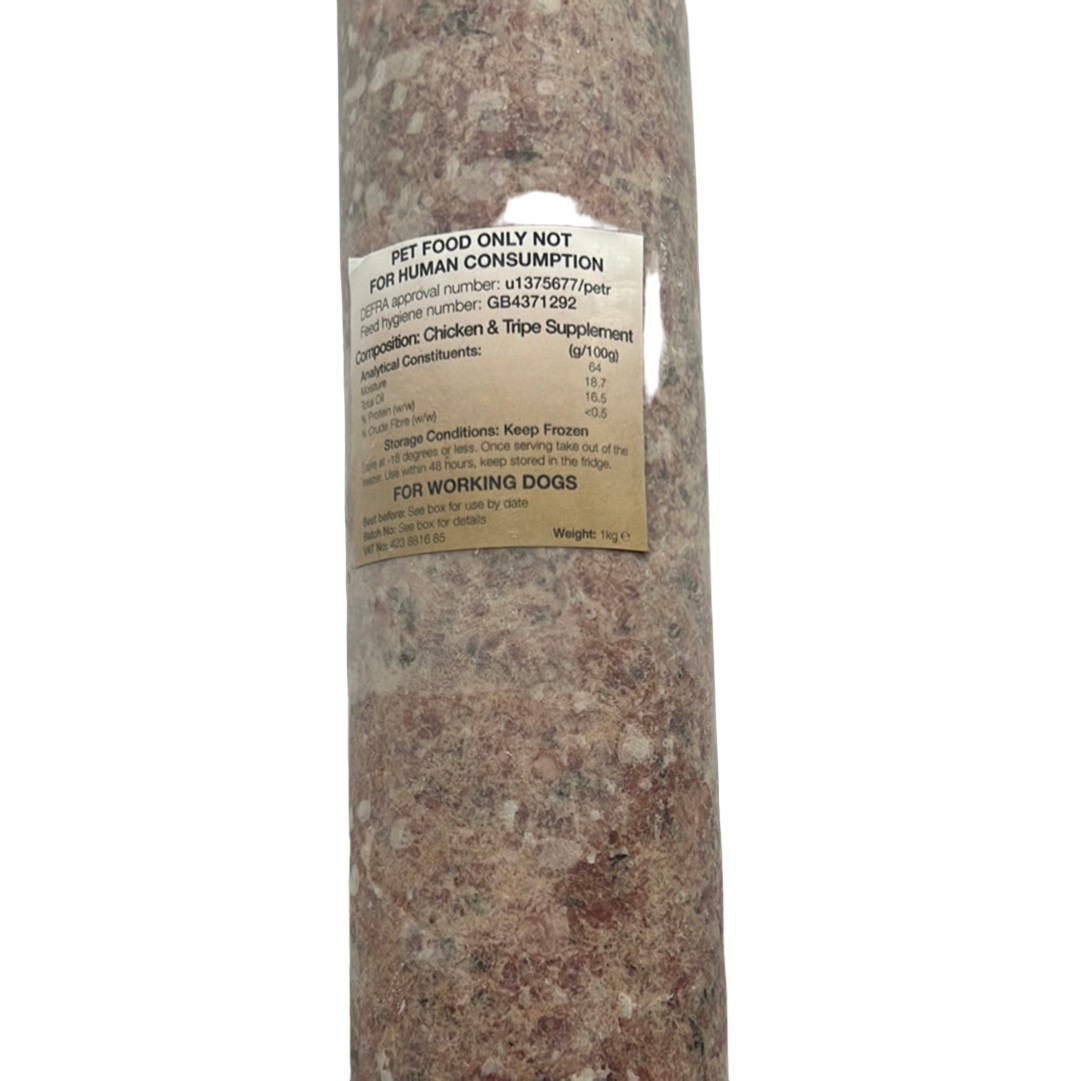 PET FOOD ONLY NOT
FOR HUMAN CONSUMPTION
DEFRA approval number: u1375677/petr
Feed hygiene number: GB4371292
Composition: Chicken & Tripe Supplement
Analytical Constituents: (g/100g)
Moisture 64
Total Oil 18.7
% Protein (w/w) 16.5
% Crude Fibre (w/w) <0.5
Storage Conditions: Keep Frozen
Store at -18 degrees or less. Once serving take out of the
freezer. Use within 48 hours, keep stored in the fridge.
FOR WORKING DOGS
Best before: See box for use by date
Batch No: See box for details
VAT No: 423 8816 85
Weight: 1kg ℮